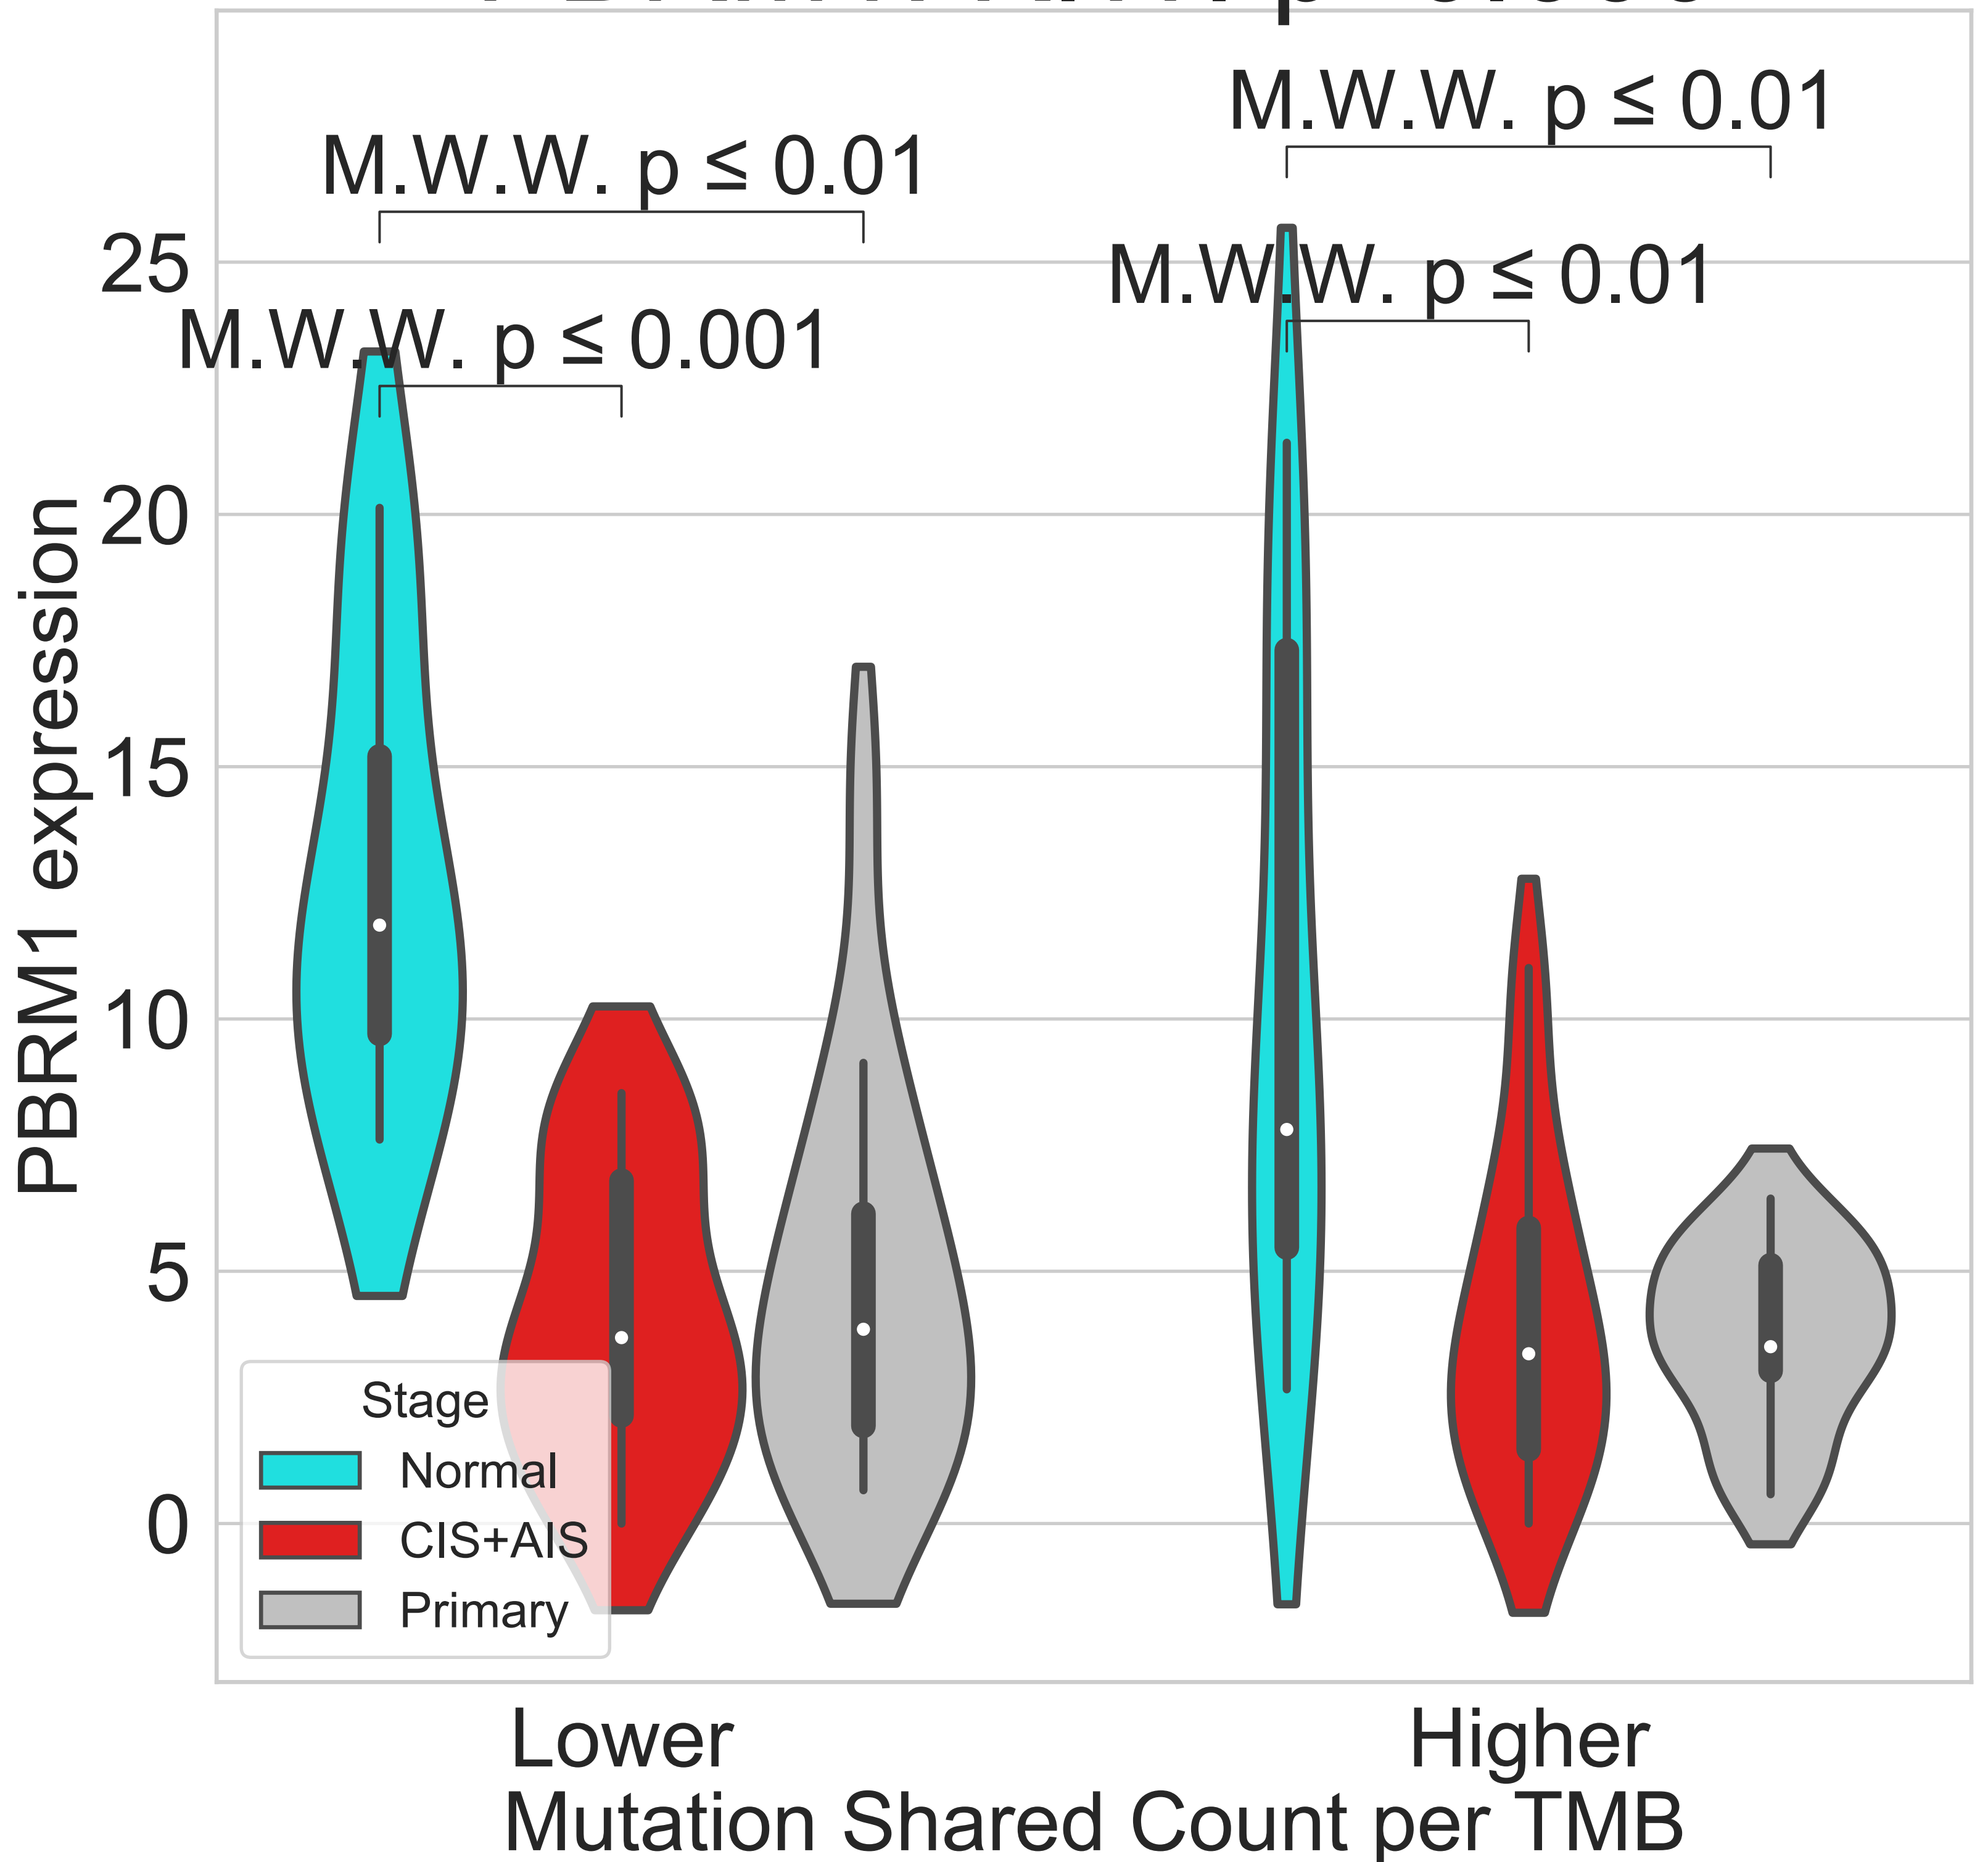 M.W.W. p ≤ 0.01
M.W.W. p ≤ 0.01
M.W.W. p ≤ 0.01
M.W.W. p ≤ 0.001
25
20
15
10
5
0
PBRM1 expression
Stage
Normal
CIS+AIS
Primary
Lower
Higher
Mutation Shared Count per TMB